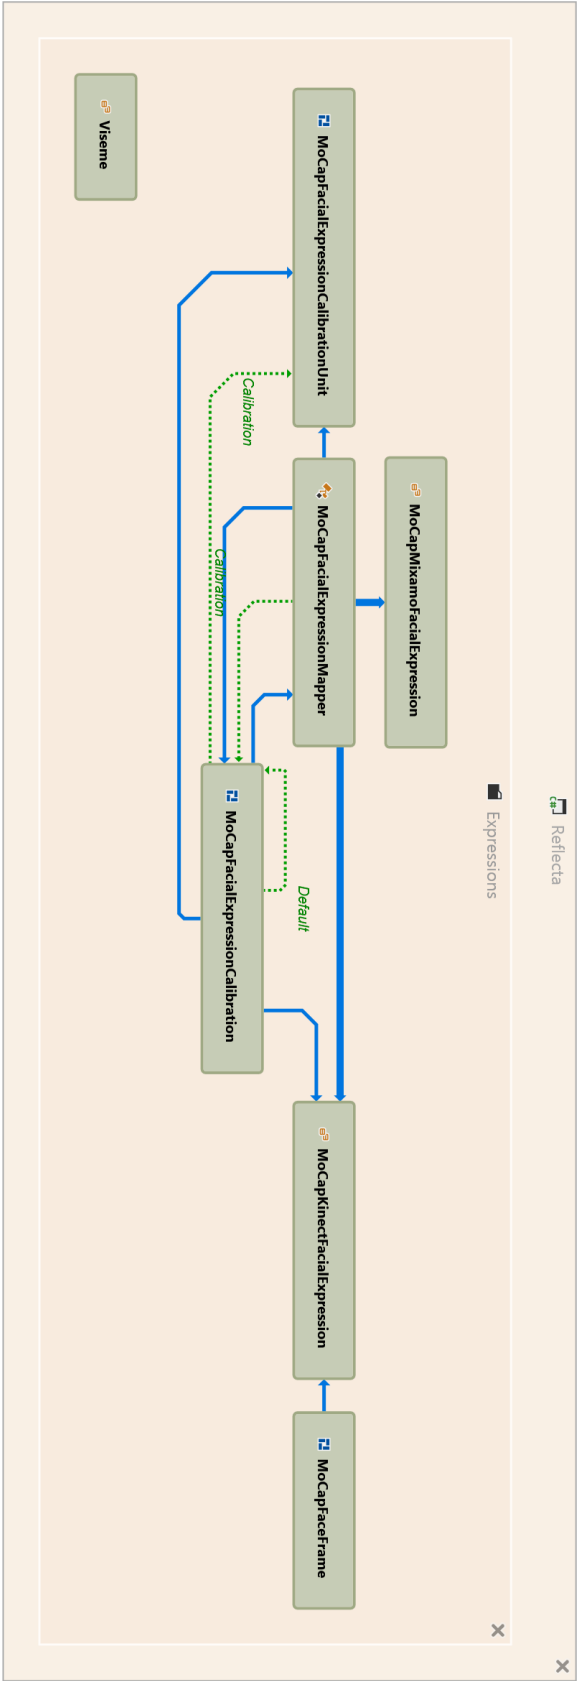 Reflecta
Expressions
MoCapMixamoFacialExpression
MoCapFacialExpressionCalibrationUnit
MoCapFacialExpressionMapper
MoCapKinectFacialExpression
MoCapFaceFrame
Default
Calibration
Calibration
MoCapFacialExpressionCalibration
Viseme